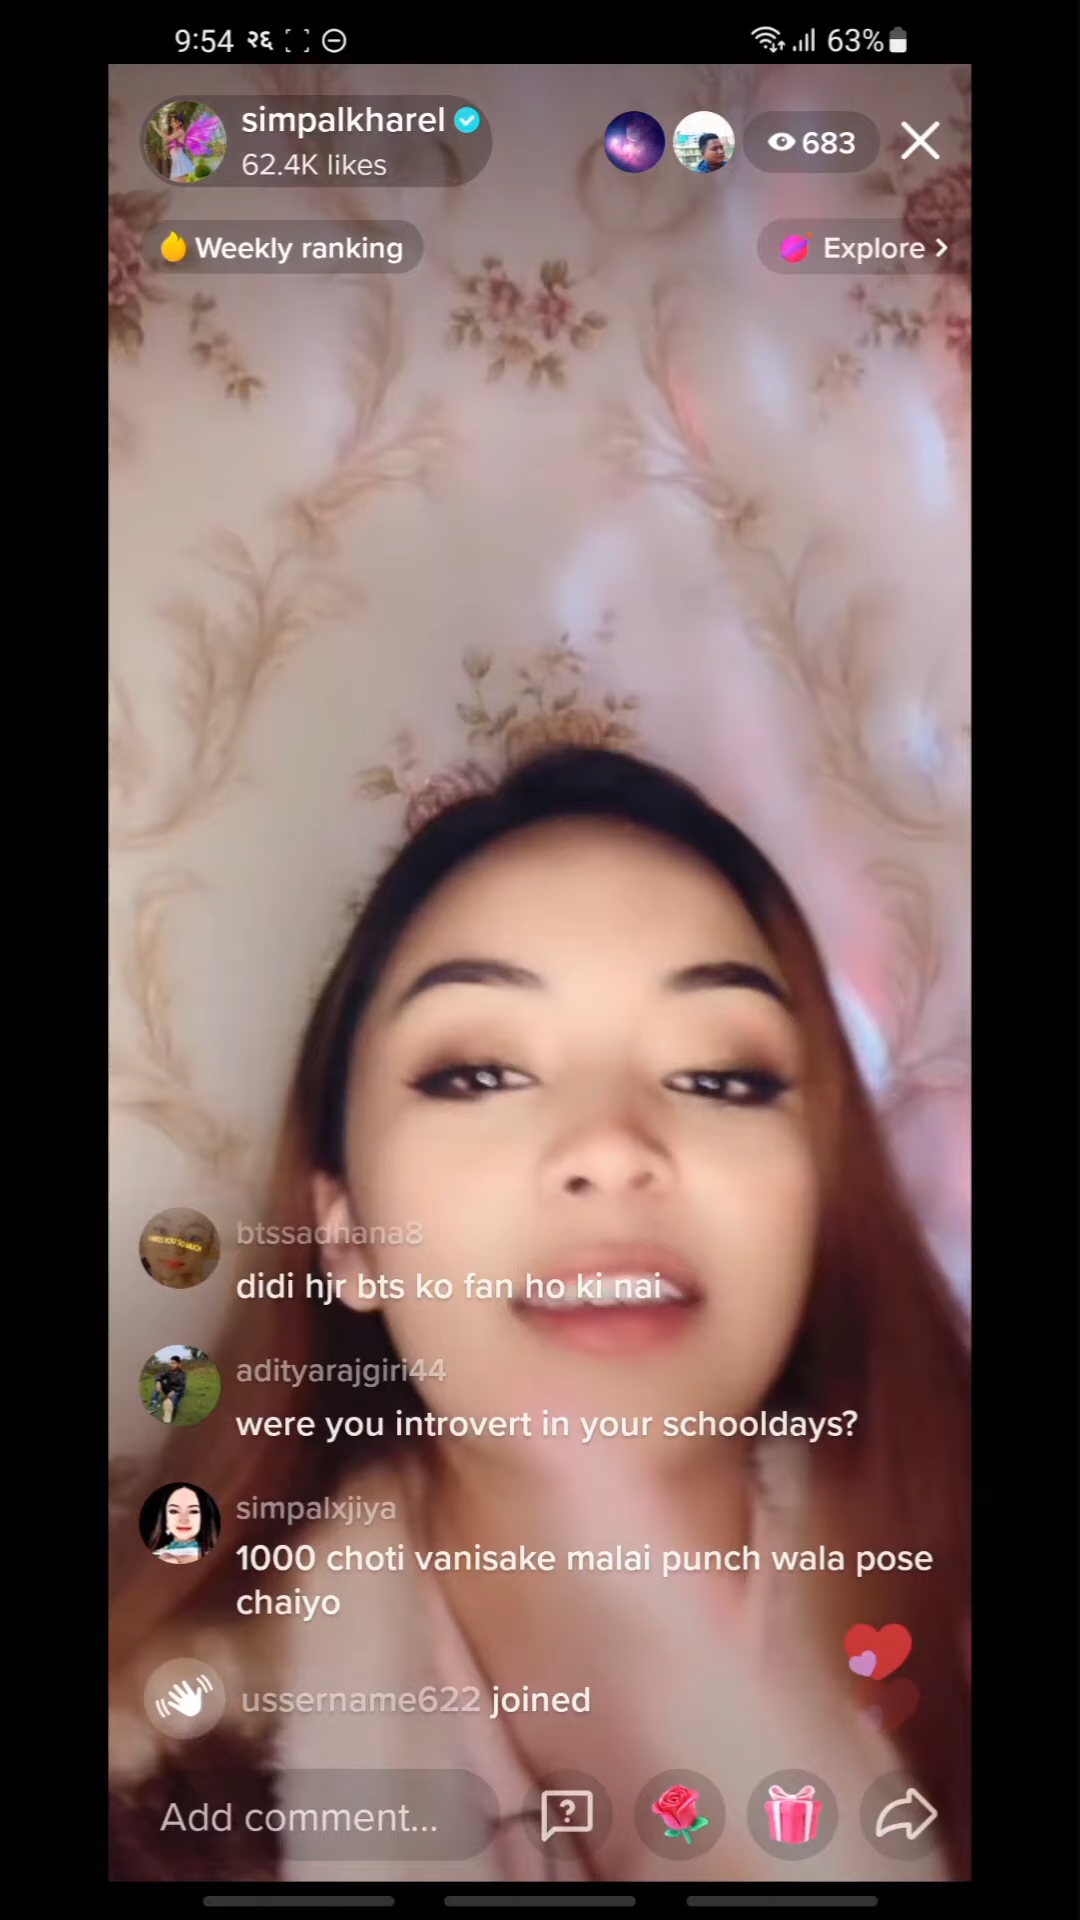 9:54 २६ 63%
simpalkharel
62.4K likes
683
Weekly ranking
Explore
btssadhana8
didi hjr bts ko fan ho ki nai
adityarajgiri44
were you introvert in your schooldays?
simpalxjiya
1000 choti vanisake malai punch wala pose
chaiyo
ussername622 joined
Add comment...